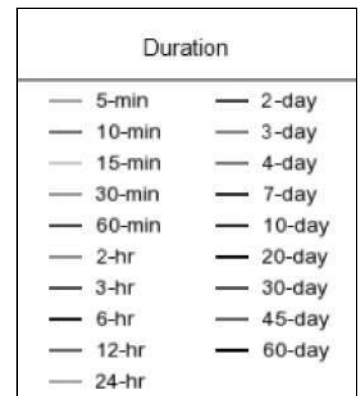 Duration
5-min 2-day
10-min 3-day
15-min 4-day
30-min 7-day
60-min 10-day
2-hr 20-day
3-hr 30-day
6-hr 45-day
12-hr 60-day
24-hr